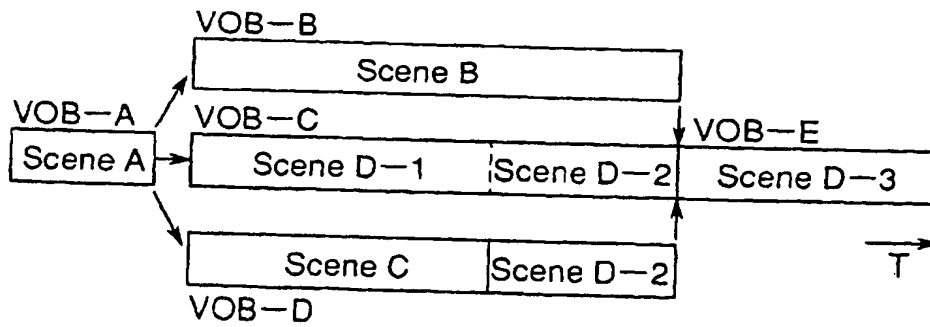 VOB—B
Scene B
VOB—A
VOB—C
VOB—E
Scene A
Scene D—1
Scene D—2
Scene D—3
Scene C
Scene D—2
T
VOB—D